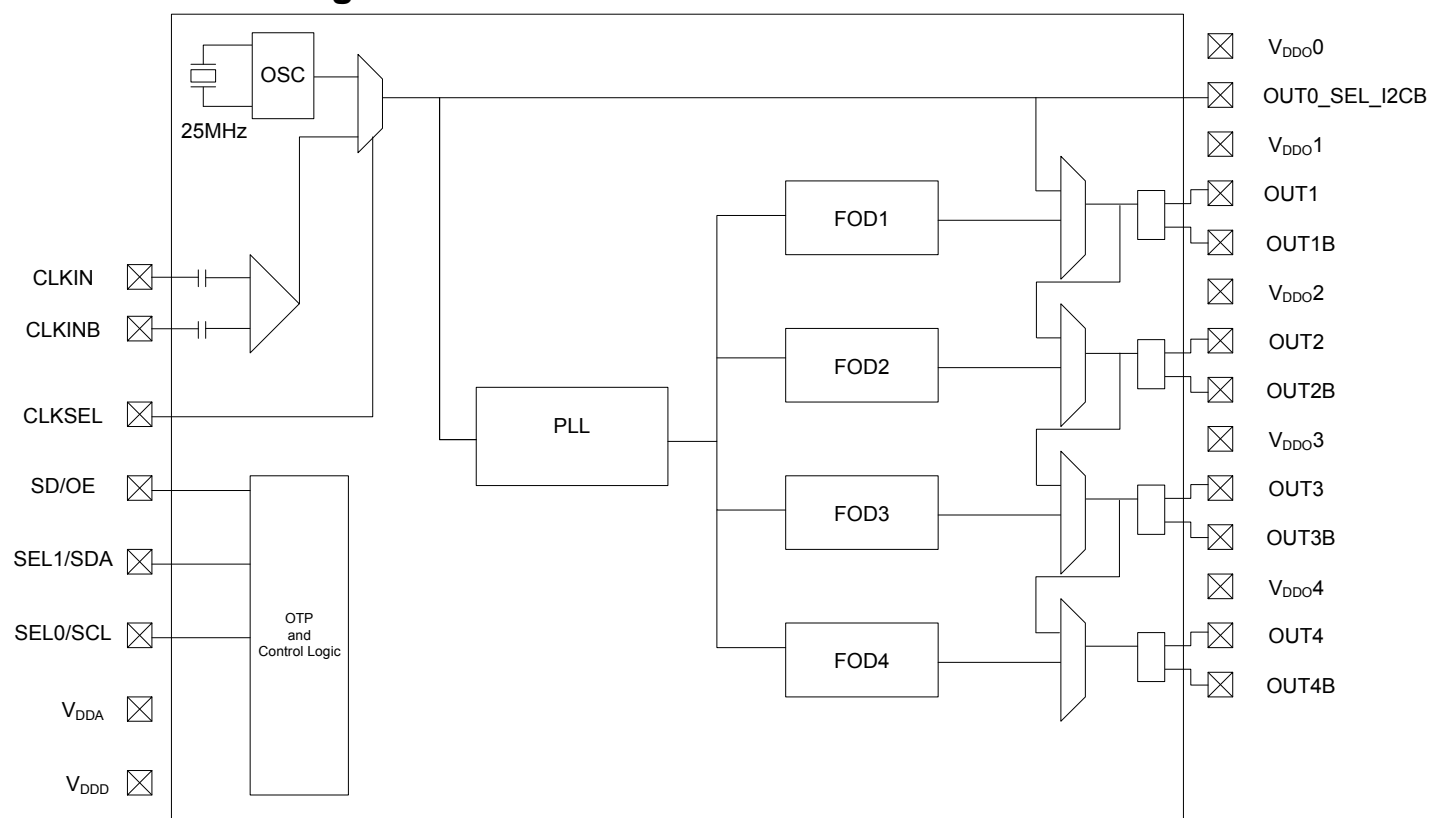 OSC
25MHz
CLKIN
CLKINB
CLKSEL
SD/OE
SEL1/SDA
SEL0/SCL
VDDA
VDDD
OTP
and
Control Logic
PLL
FOD1
FOD2
FOD3
FOD4
VDDO0
OUT0_SEL_I2CB
VDDO1
OUT1
OUT1B
VDDO2
OUT2
OUT2B
VDDO3
OUT3
OUT3B
VDDO4
OUT4
OUT4B